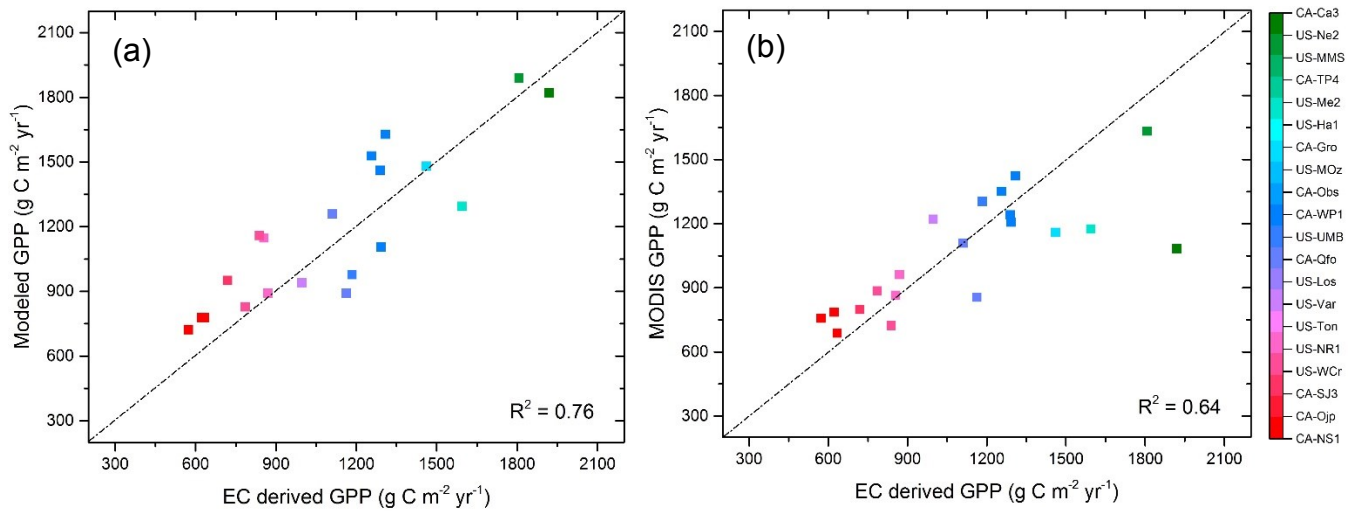 (a)
2100
1800
1500
1200
900
600
300
Modeled GPP (g C m⁻² yr⁻¹)
R² = 0.76
300 600 900 1200 1500 1800 2100
EC derived GPP (g C m⁻² yr⁻¹)
(b)
2100
1800
1500
1200
900
600
300
MODIS GPP (g C m⁻² yr⁻¹)
R² = 0.64
300 600 900 1200 1500 1800 2100
EC derived GPP (g C m⁻² yr⁻¹)
CA-Ca3
US-Ne2
US-MMS
CA-TP4
US-Me2
US-Ha1
CA-Gro
US-MOz
CA-Obs
CA-WP1
US-UMB
CA-Qfo
US-Los
US-Var
US-Ton
US-NR1
US-WCr
CA-SJ3
CA-Ojp
CA-NS1